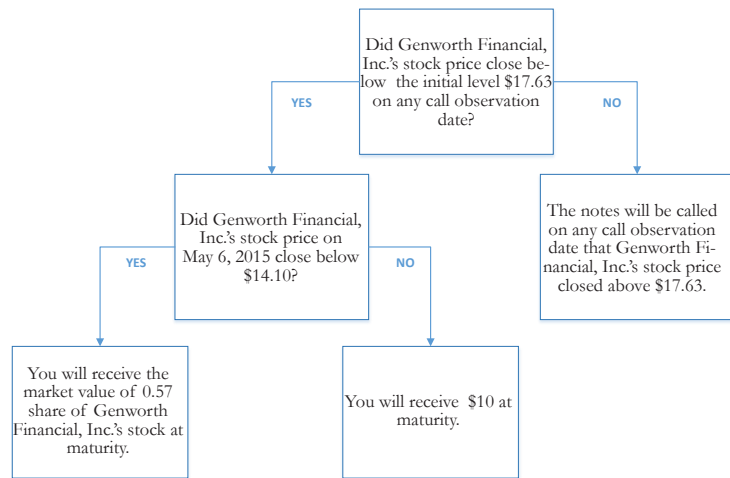 Did Genworth Financial,
Inc.'s stock price close be-
low the initial level $17.63
on any call observation
date?
YES
NO
Did Genworth Financial,
Inc.'s stock price on
May 6, 2015 close below
$14.10?
The notes will be called
on any call observation
date that Genworth Fi-
nancial, Inc.'s stock price
closed above $17.63.
YES
NO
You will receive the
market value of 0.57
share of Genworth
Financial, Inc.'s stock at
maturity.
You will receive $10 at
maturity.